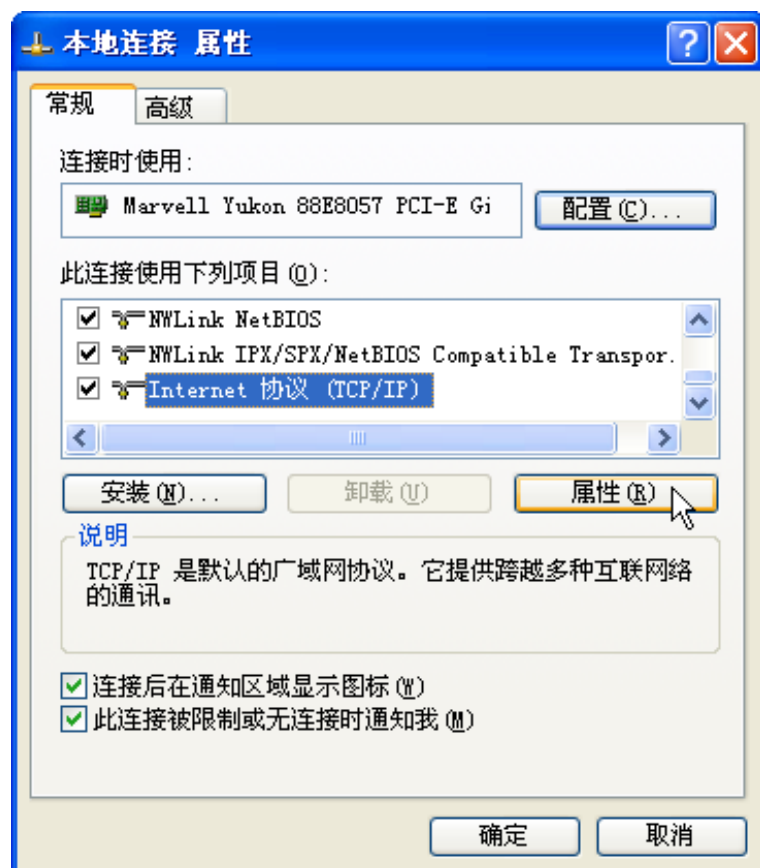 本地连接 属性
常规
高级
连接时使用:
Marvell Yukon 88E8057 PCI-E Gi
配置(C)...
此连接使用下列项目(O):
NWLink NetBIOS
NWLink IPX/SPX/NetBIOS Compatible Transpor.
Internet 协议 (TCP/IP)
安装(N)...
卸载(U)
属性(R)
说明
TCP/IP 是默认的广域网协议。它提供跨越多种互联网络
的通讯。
连接后在通知区域显示图标(W)
此连接被限制或无连接时通知我(M)
确定
取消